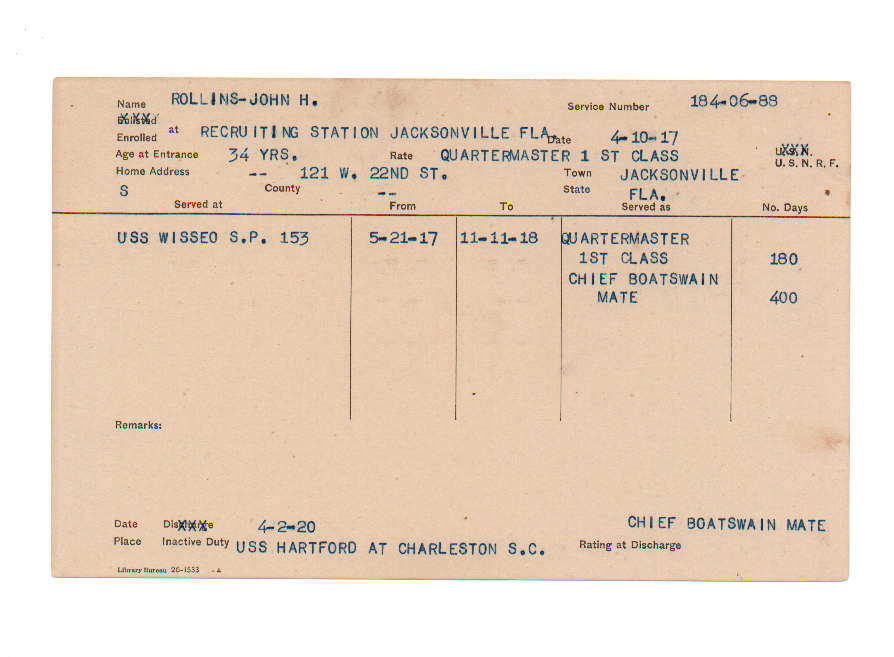 Name ROLLINS-JOHN H. Service Number 184-06-88
Enlisted
Enrolled at RECRUITING STATION JACKSONVILLE FLA. Date 4-10-17
Age at Entrance 34 YRS. Rate QUARTERMASTER 1 ST CLASS U.S.N.
U. S. N. R. F.
Home Address -- 121 W. 22ND ST. Town JACKSONVILLE
S County -- State FLA.
Served at From To Served as No. Days
USS WISSEO S.P. 153 5-21-17 11-11-18 QUARTERMASTER
1ST CLASS 180
CHIEF BOATSWAIN
MATE 400
Remarks:
Date Discharge 4-2-20 CHIEF BOATSWAIN MATE
Place Inactive Duty USS HARTFORD AT CHARLESTON S.C. Rating at Discharge
Library Bureau 20-1533 -A